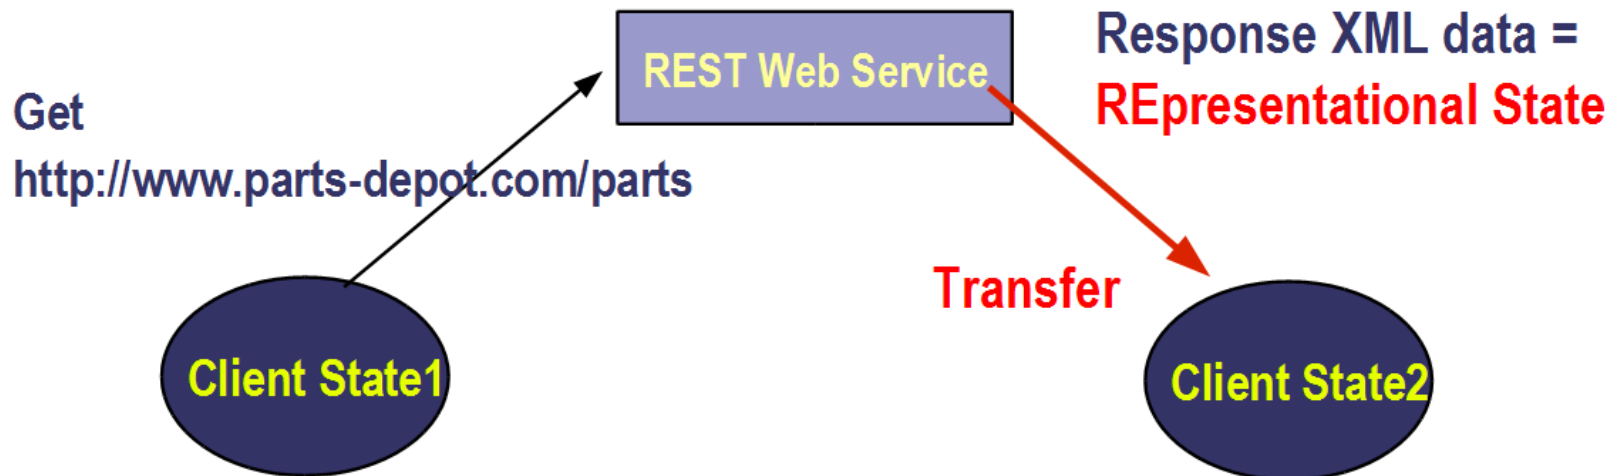 Get
http://www.parts-depot.com/parts
REST Web Service
Response XML data =
REpresentational State
Transfer
Client State1
Client State2